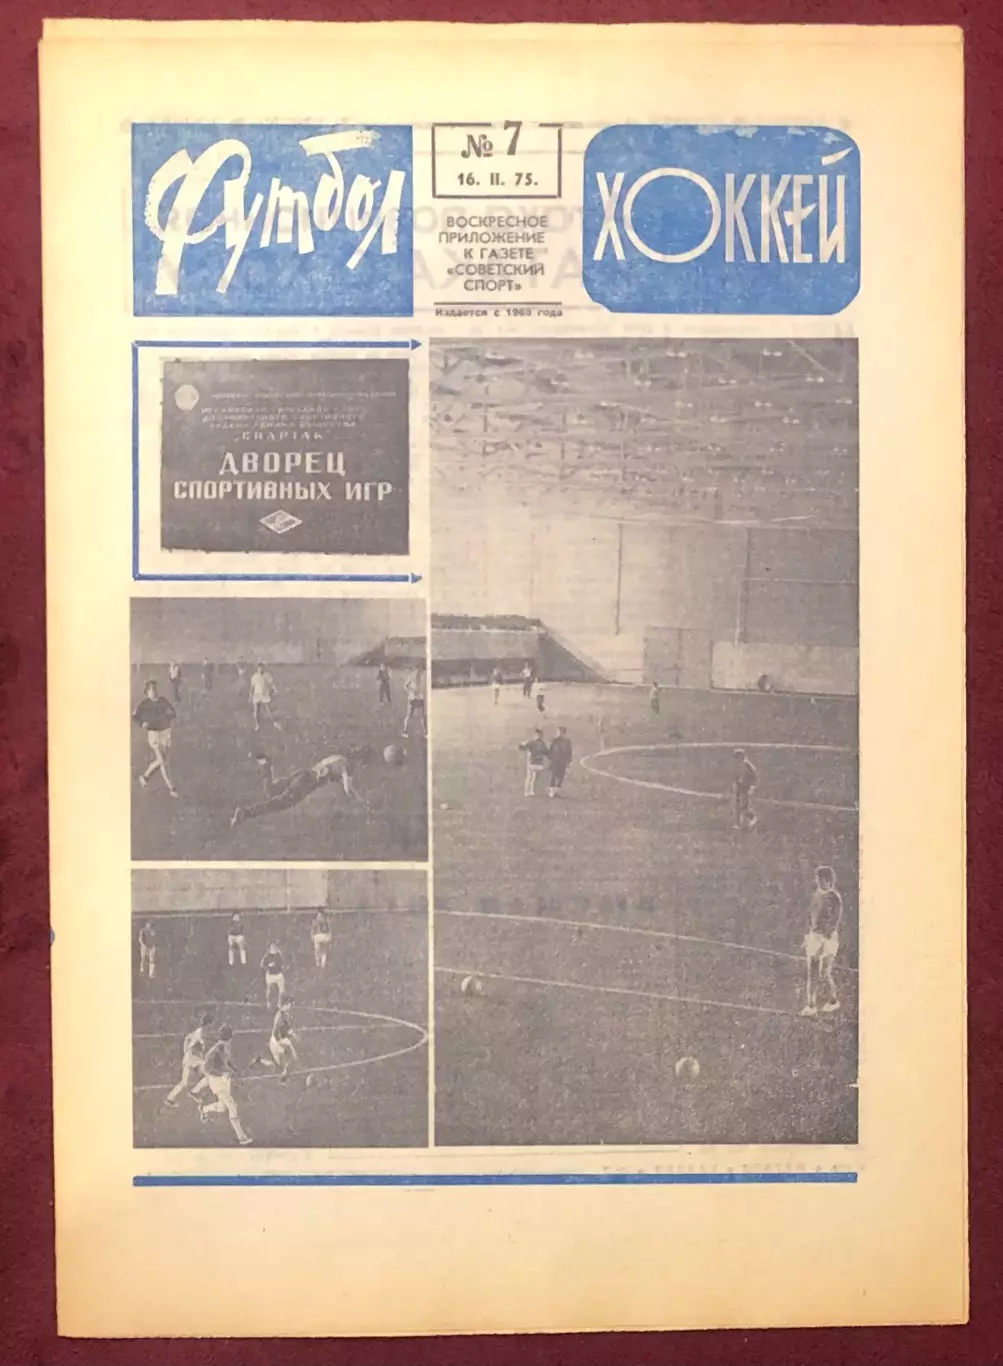 Футбол
№ 7
16. II. 75.
ВОСКРЕСНОЕ
ПРИЛОЖЕНИЕ
К ГАЗЕТЕ
«СОВЕТСКИЙ
СПОРТ»
Издается с 1960 года
ХОККЕЙ
"СПАРТАК"
ДВОРЕЦ
СПОРТИВНЫХ ИГР